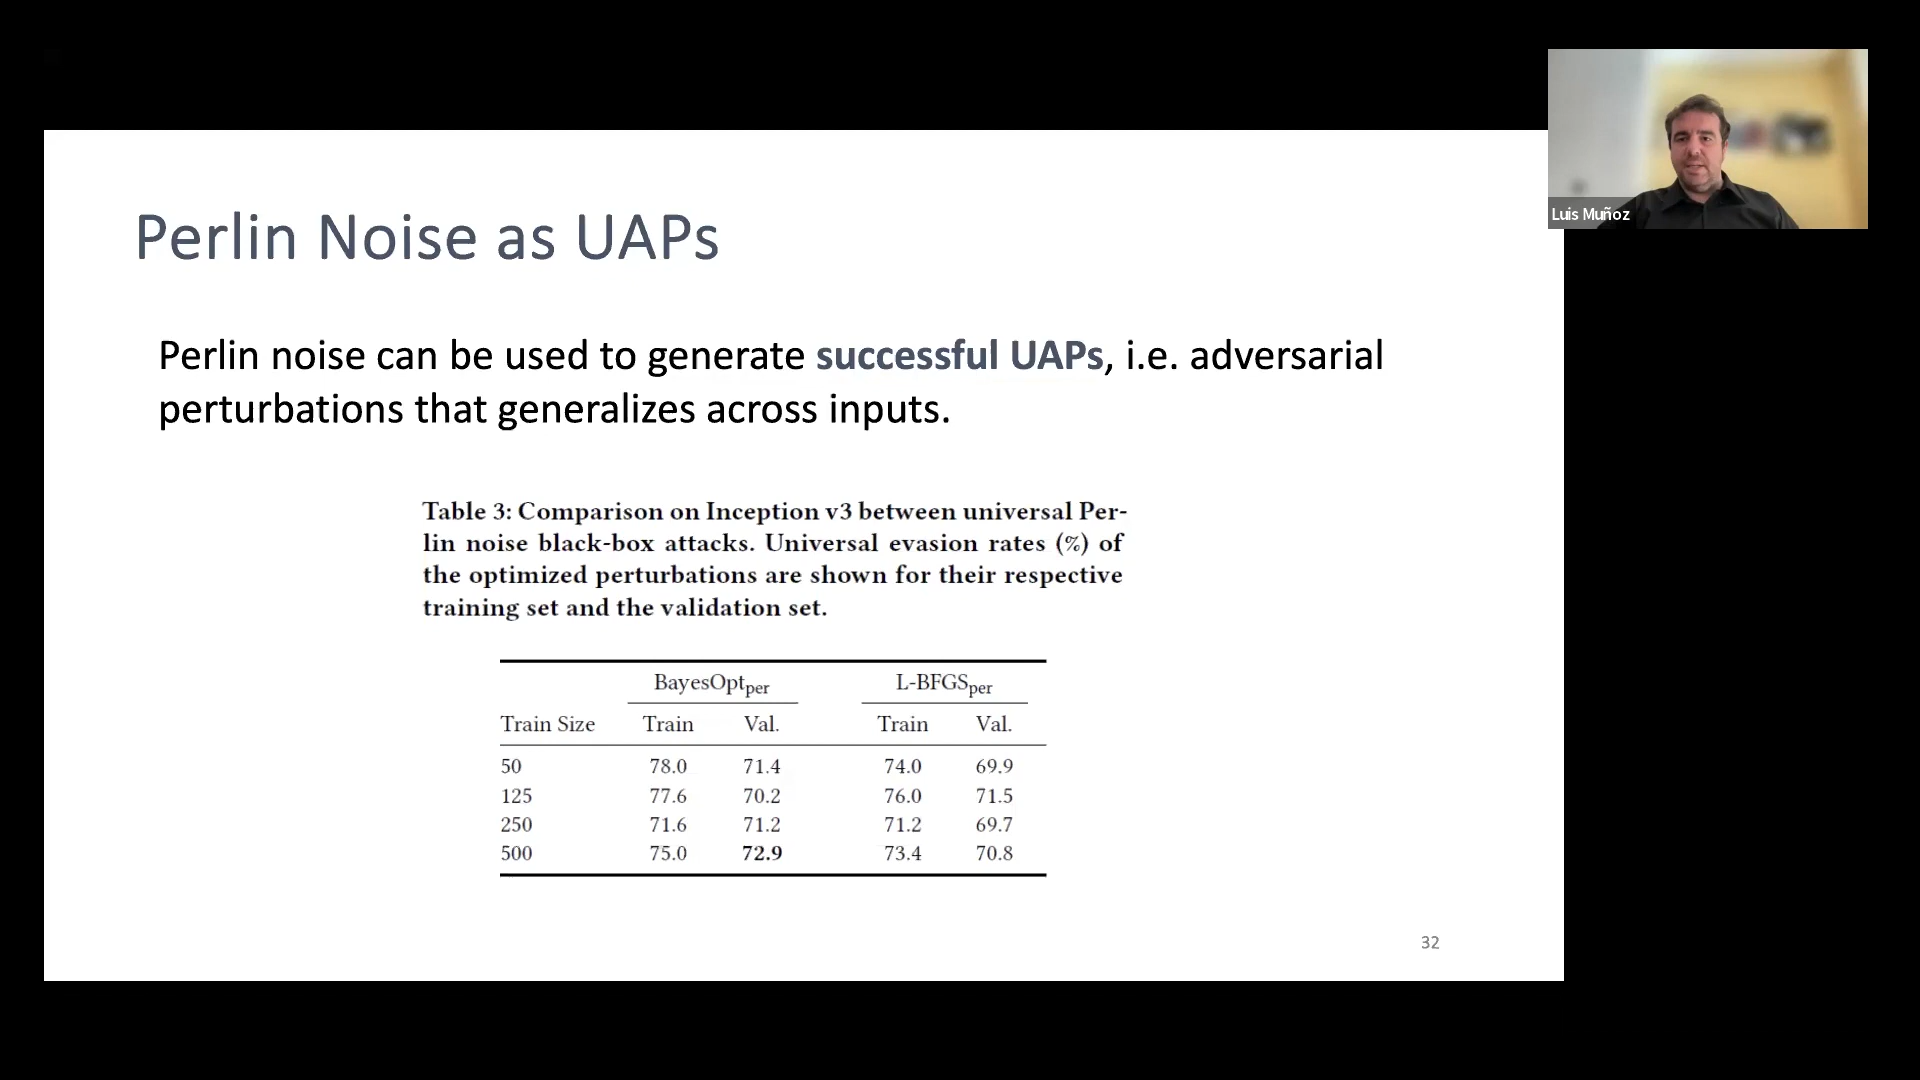 Luis Muñoz
Perlin Noise as UAPs
Perlin noise can be used to generate successful UAPs, i.e. adversarial
perturbations that generalizes across inputs.
Table 3: Comparison on Inception v3 between universal Per-
lin noise black-box attacks. Universal evasion rates (%) of
the optimized perturbations are shown for their respective
training set and the validation set.
BayesOptper L-BFGSper
Train Size Train Val. Train Val.
50 78.0 71.4 74.0 69.9
125 77.6 70.2 76.0 71.5
250 71.6 71.2 71.2 69.7
500 75.0 72.9 73.4 70.8
32